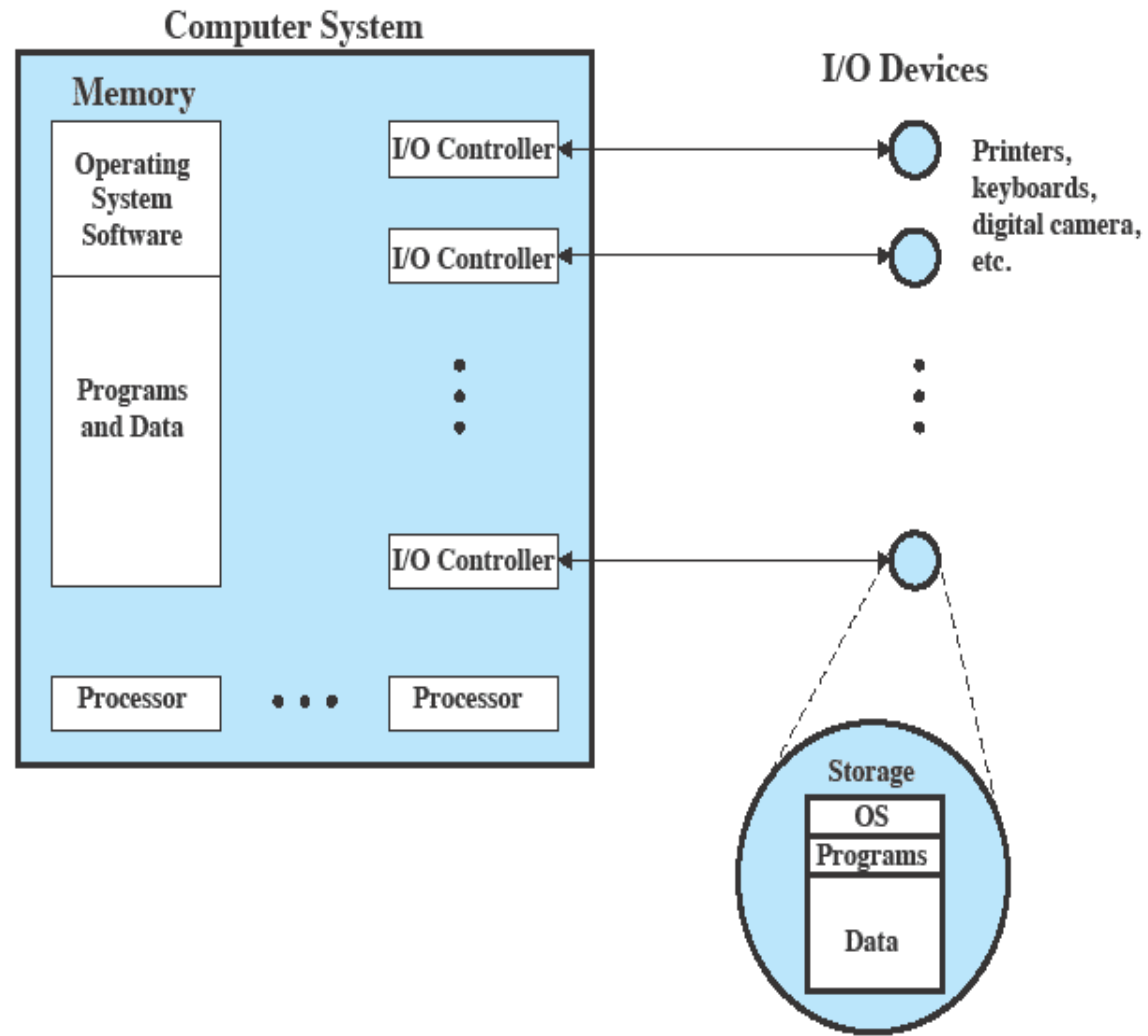 Computer System
I/O Devices
Memory
Operating
System
Software
Programs
and Data
I/O Controller
I/O Controller
I/O Controller
Printers,
keyboards,
digital camera,
etc.
Processor
Processor
Storage
OS
Programs
Data